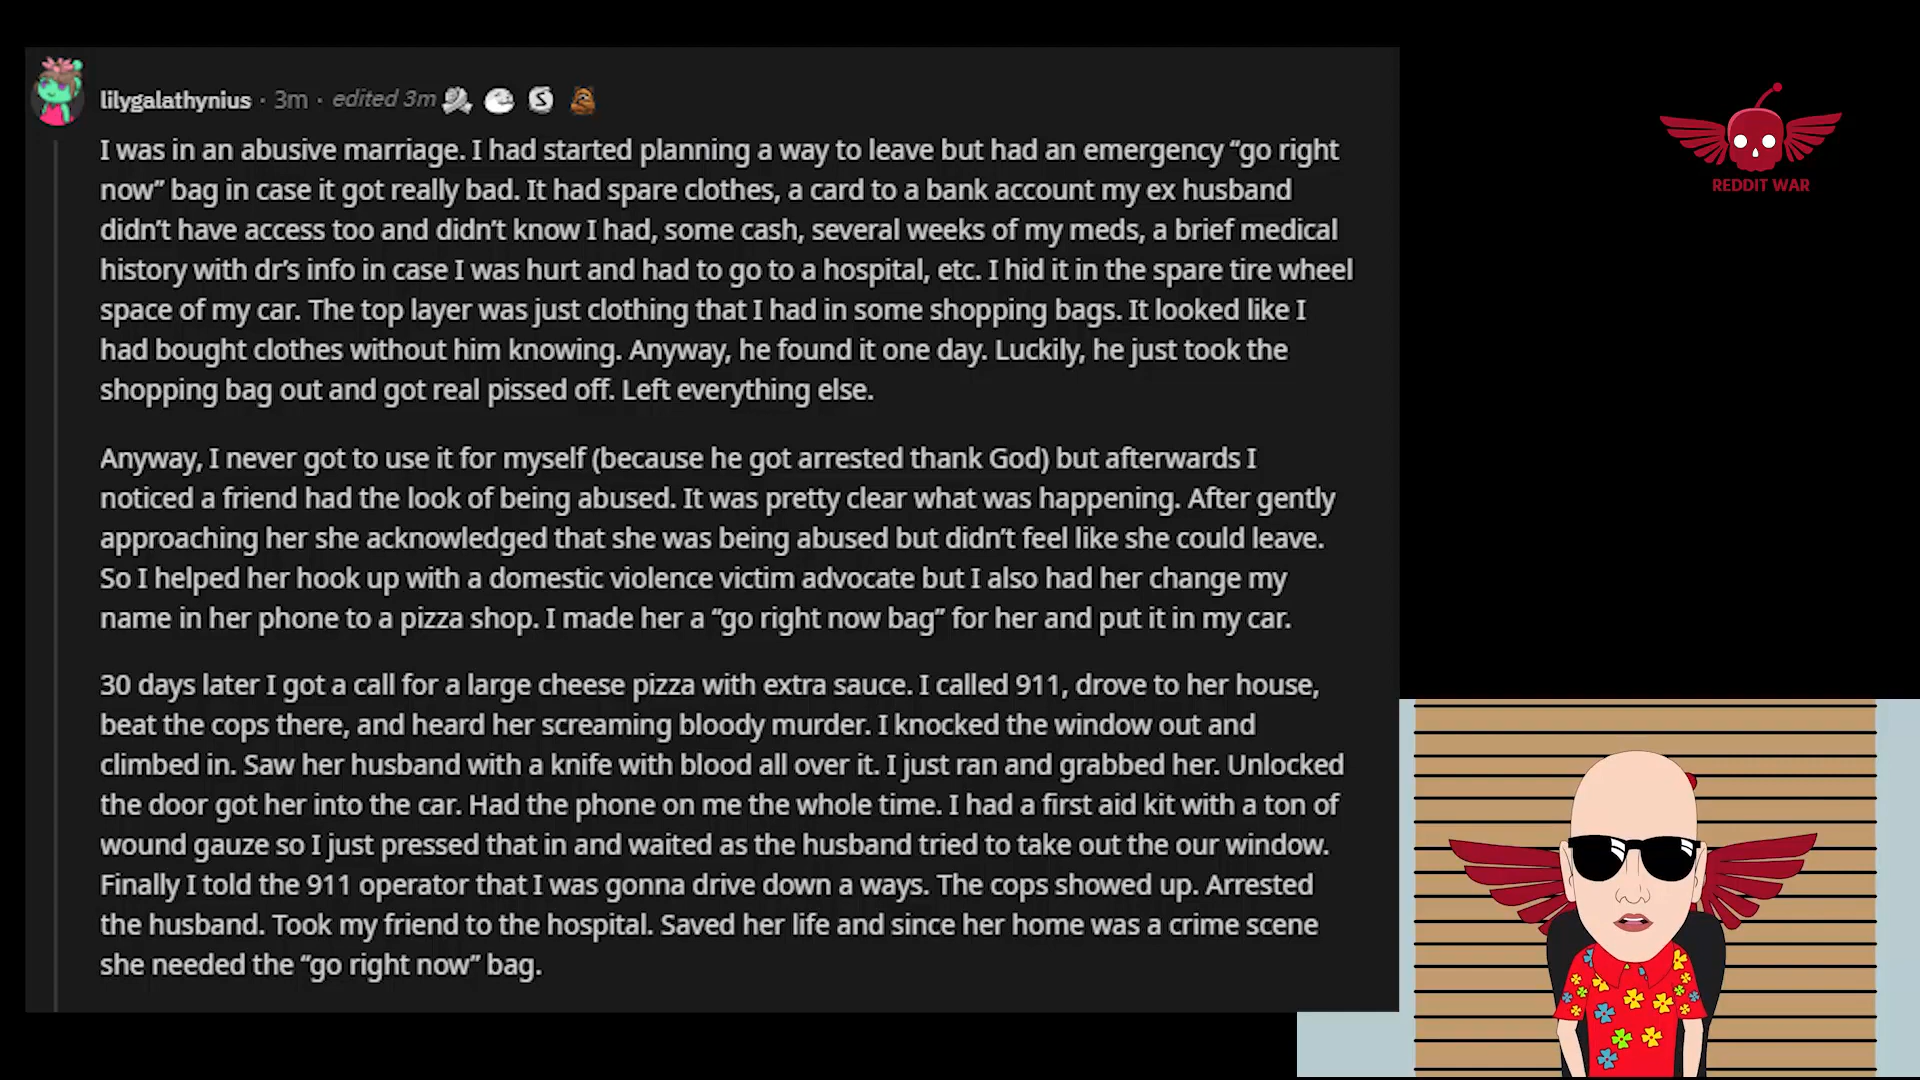 lilygalathynius · 3m · edited 3m
I was in an abusive marriage. I had started planning a way to leave but had an emergency “go right
now” bag in case it got really bad. It had spare clothes, a card to a bank account my ex husband
didn’t have access too and didn’t know I had, some cash, several weeks of my meds, a brief medical
history with dr’s info in case I was hurt and had to go to a hospital, etc. I hid it in the spare tire wheel
space of my car. The top layer was just clothing that I had in some shopping bags. It looked like I
had bought clothes without him knowing. Anyway, he found it one day. Luckily, he just took the
shopping bag out and got real pissed off. Left everything else.
Anyway, I never got to use it for myself (because he got arrested thank God) but afterwards I
noticed a friend had the look of being abused. It was pretty clear what was happening. After gently
approaching her she acknowledged that she was being abused but didn’t feel like she could leave.
So I helped her hook up with a domestic violence victim advocate but I also had her change my
name in her phone to a pizza shop. I made her a “go right now bag” for her and put it in my car.
30 days later I got a call for a large cheese pizza with extra sauce. I called 911, drove to her house,
beat the cops there, and heard her screaming bloody murder. I knocked the window out and
climbed in. Saw her husband with a knife with blood all over it. I just ran and grabbed her. Unlocked
the door got her into the car. Had the phone on me the whole time. I had a first aid kit with a ton of
wound gauze so I just pressed that in and waited as the husband tried to take out the our window.
Finally I told the 911 operator that I was gonna drive down a ways. The cops showed up. Arrested
the husband. Took my friend to the hospital. Saved her life and since her home was a crime scene
she needed the “go right now” bag.
REDDIT WAR